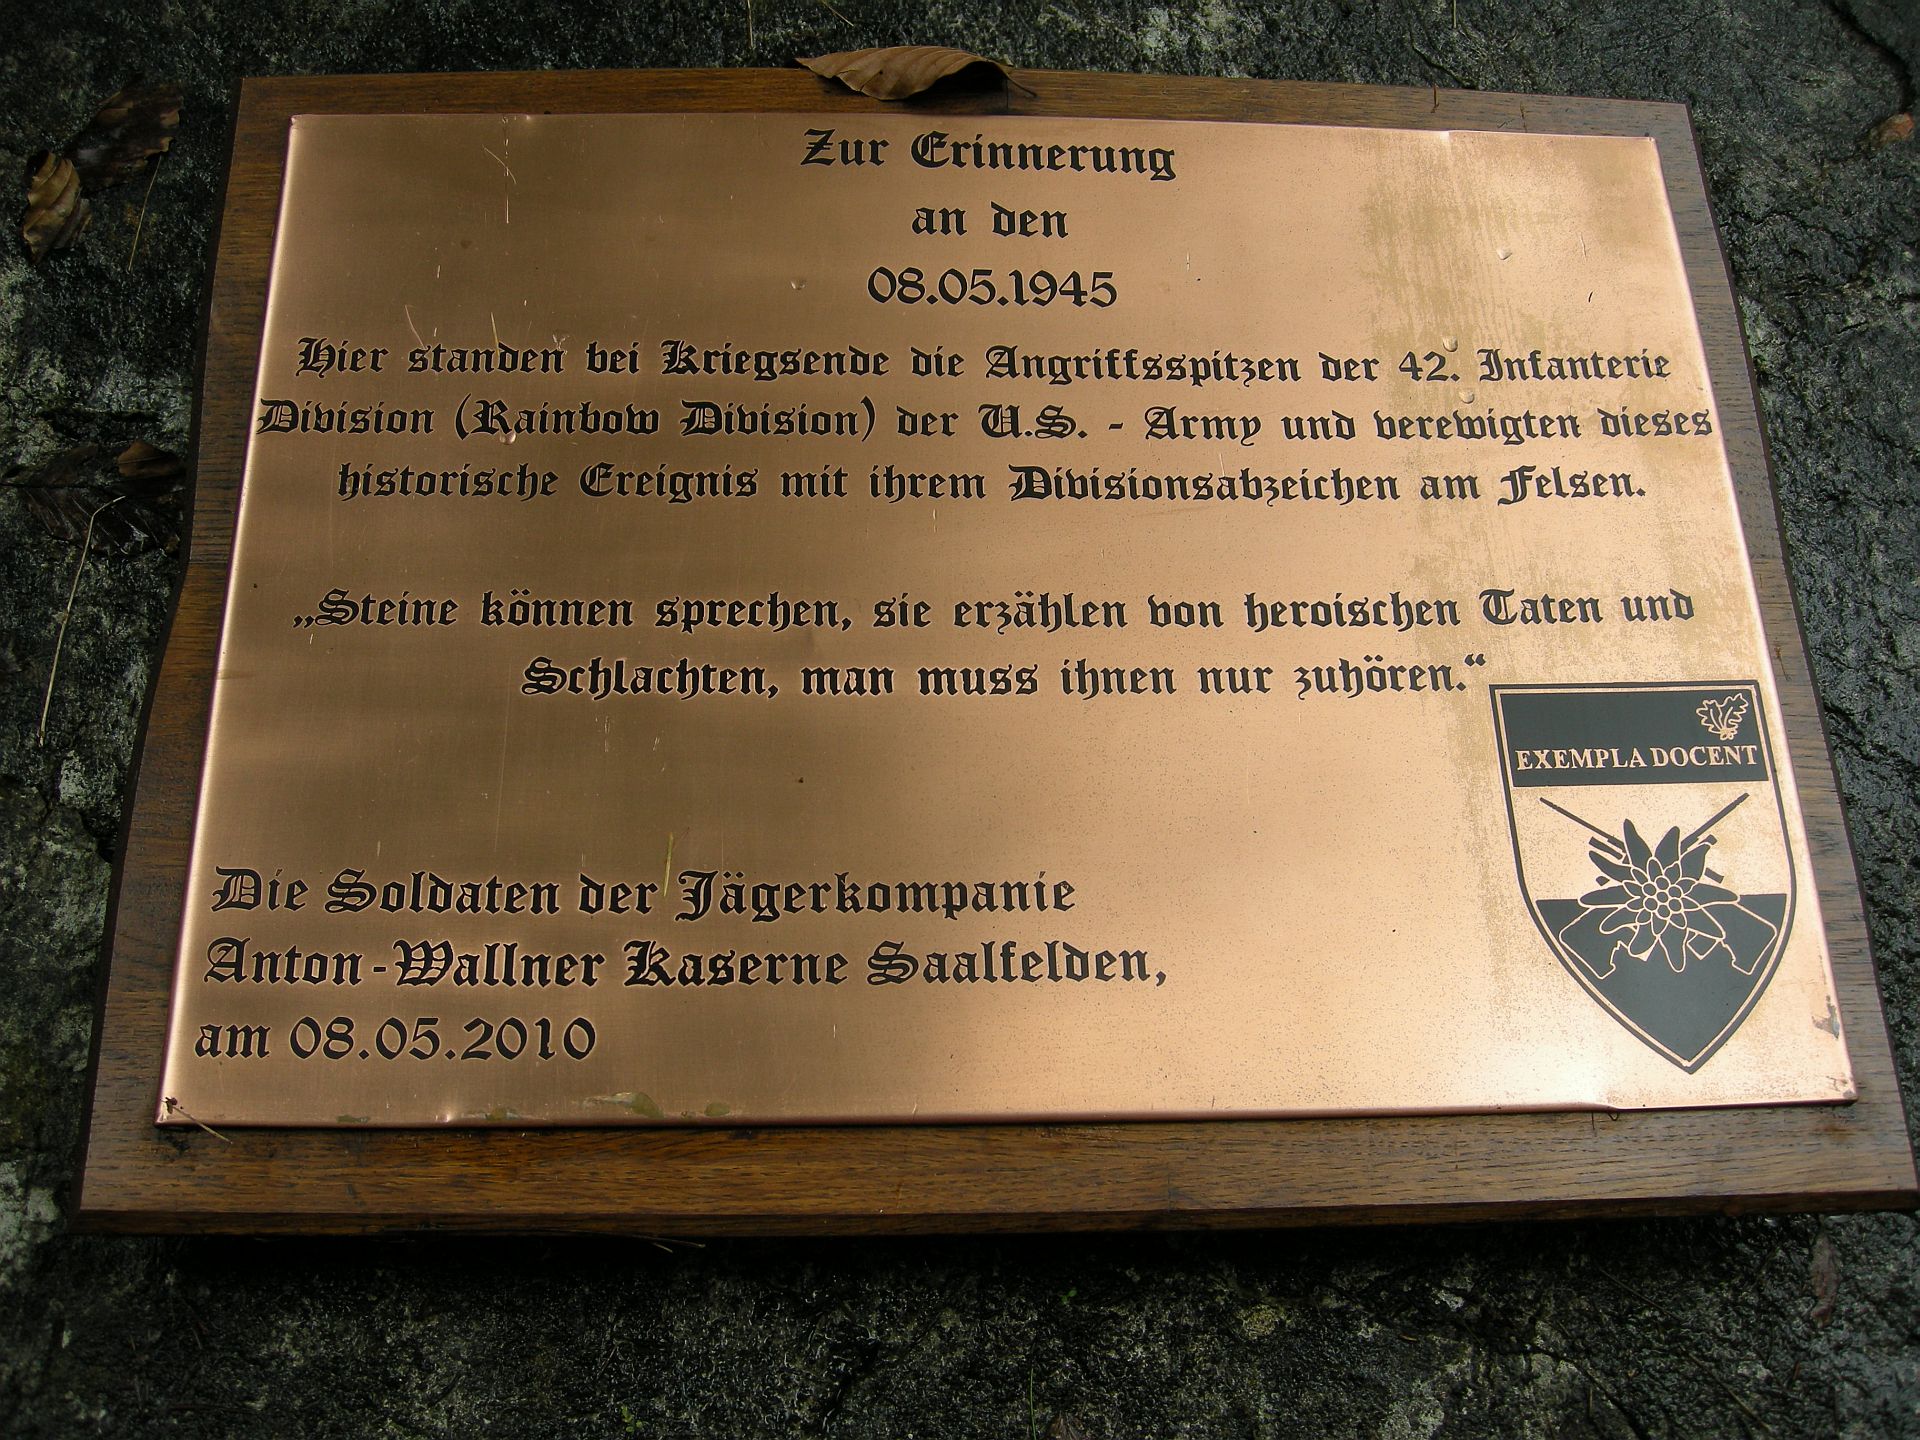 Zur Erinnerung
an den
08.05.1945
Hier standen bei Kriegsende die Angriffsspitzen der 42. Infanterie
Division (Rainbow Division) der U.S. - Army und verewigten dieses
historische Ereignis mit ihrem Divisionsabzeichen am Felsen.
„Steine können sprechen, sie erzählen von heroischen Taten und
Schlachten, man muss ihnen nur zuhören.“
EXEMPLA DOCENT
Die Soldaten der Jägerkompanie
Anton-Wallner Kaserne Saalfelden,
am 08.05.2010